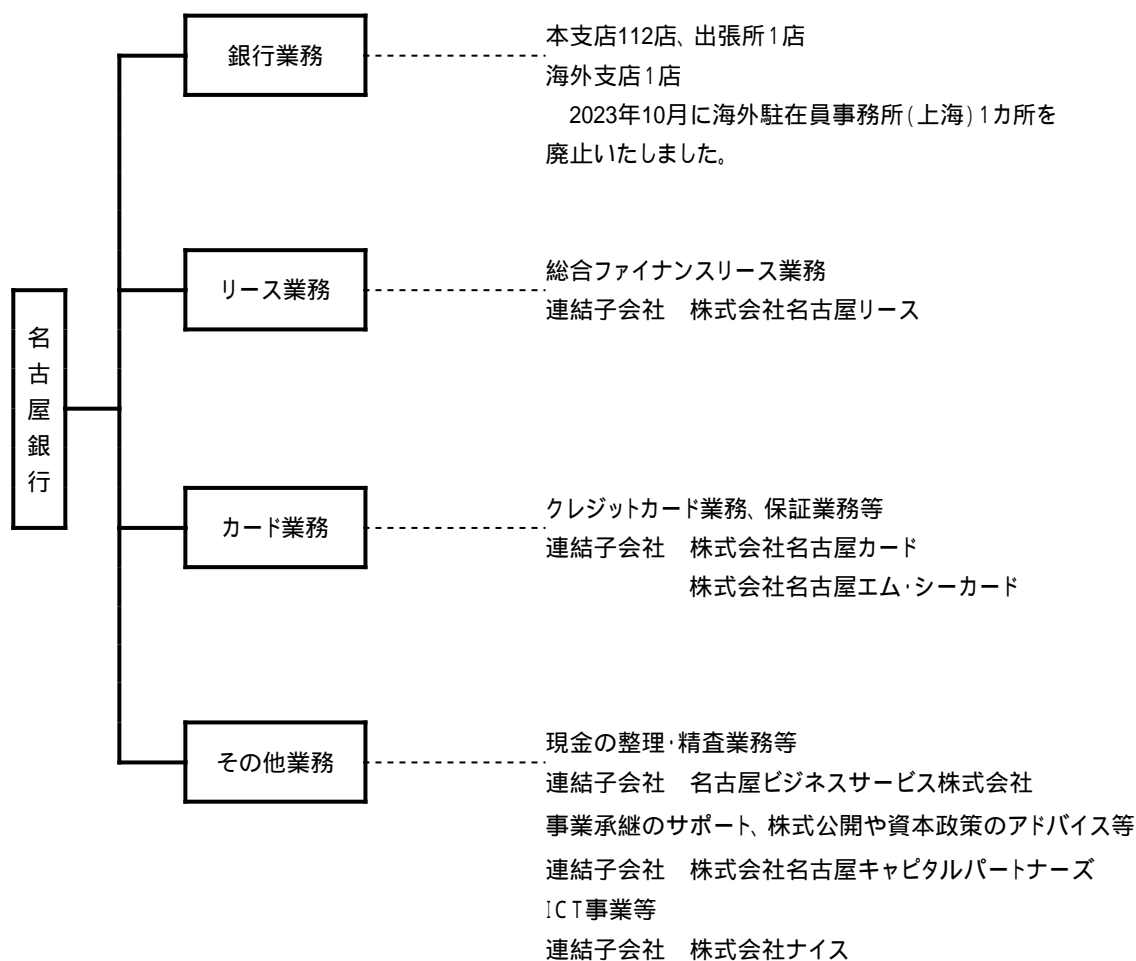 銀行業務
本支店112店、出張所1店
海外支店1店
2023年10月に海外駐在員事務所(上海)1カ所を
廃止いたしました。
リース業務
総合ファイナンスリース業務
連結子会社　株式会社名古屋リース
名古屋銀行
カード業務
クレジットカード業務、保証業務等
連結子会社　株式会社名古屋カード
株式会社名古屋エム・シーカード
その他業務
現金の整理・精査業務等
連結子会社　名古屋ビジネスサービス株式会社
事業承継のサポート、株式公開や資本政策のアドバイス等
連結子会社　株式会社名古屋キャピタルパートナーズ
ICT事業等
連結子会社　株式会社ナイス